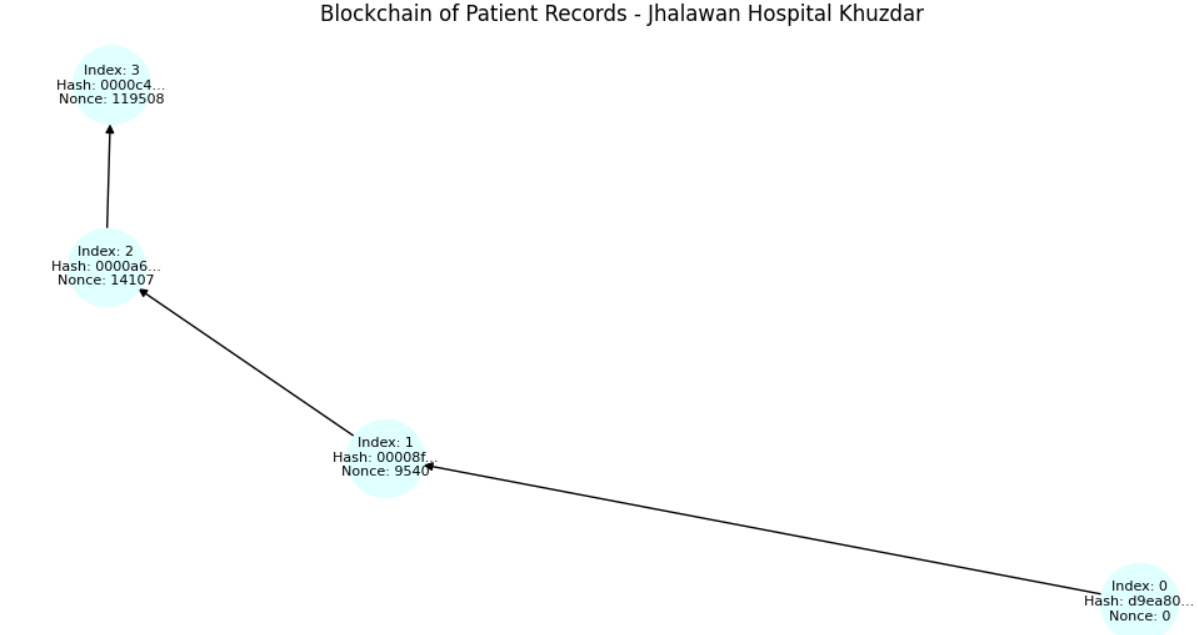 Blockchain of Patient Records - Jhalawan Hospital Khuzdar
Index: 3
Hash: 0000c4...
Nonce: 119508
Index: 2
Hash: 0000a6...
Nonce: 14107
Index: 1
Hash: 00008f...
Nonce: 9540
Index: 0
Hash: d9ea80...
Nonce: 0